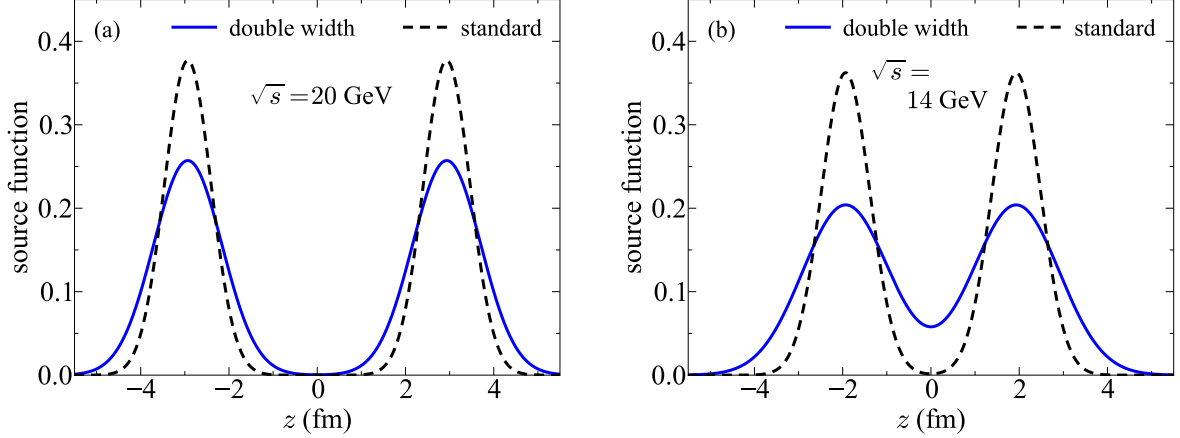 (a) double width standard
√s = 20 GeV
0.4
0.3
0.2
0.1
0.0
source function
−4 −2 0 2 4
z (fm)
(b) double width standard
√s =
14 GeV
0.4
0.3
0.2
0.1
0.0
source function
−4 −2 0 2 4
z (fm)